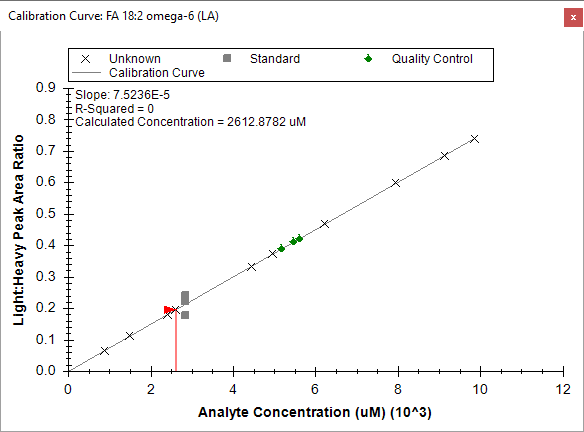 Calibration Curve: FA 18:2 omega-6 (LA)
x
Unknown Standard Quality Control
Calibration Curve
Slope: 7.5236E-5
R-Squared = 0
Calculated Concentration = 2612.8782 uM
Light:Heavy Peak Area Ratio
0.9
0.8
0.7
0.6
0.5
0.4
0.3
0.2
0.1
0.0
0 2 4 6 8 10 12
Analyte Concentration (uM) (10^3)